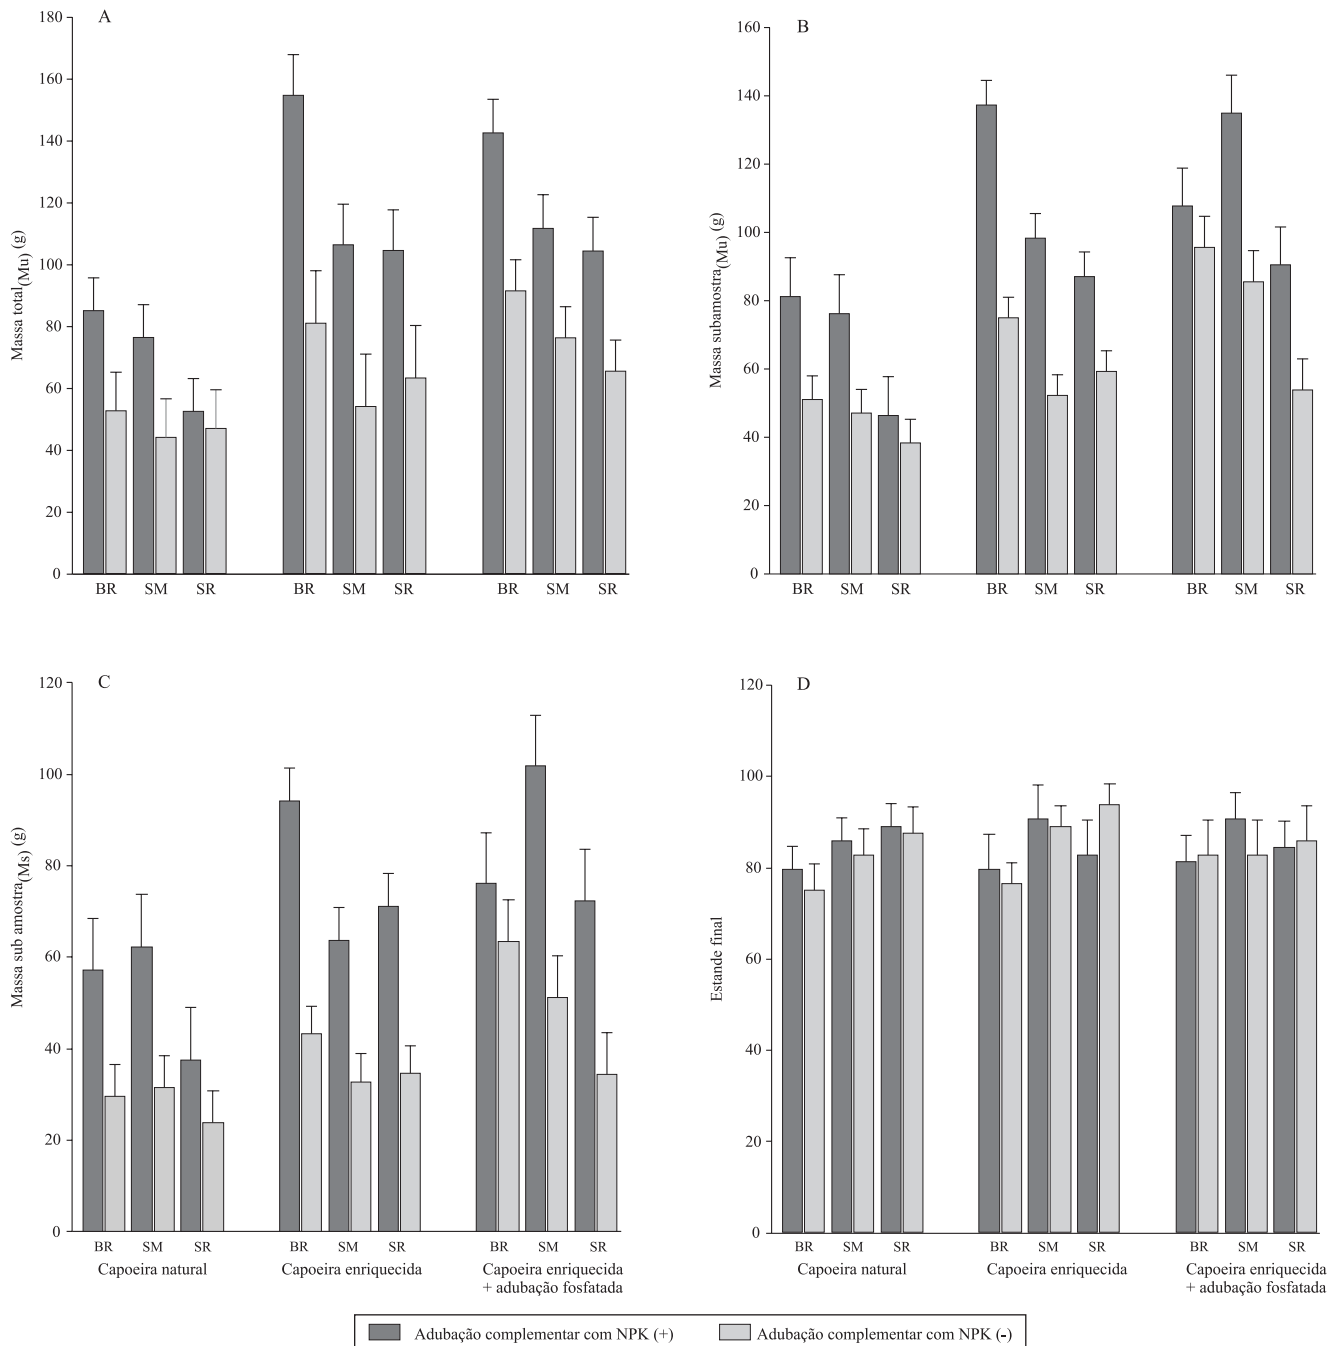 A
180
160
140
120
100
80
60
40
20
0
Massa total(Mu) (g)
BR SM SR BR SM SR BR SM SR
B
160
140
120
100
80
60
40
20
0
Massa subamostra(Mu) (g)
BR SM SR BR SM SR BR SM SR
C
120
100
80
60
40
20
0
Massa sub amostra(Ms) (g)
BR SM SR BR SM SR BR SM SR
Capoeira natural Capoeira enriquecida Capoeira enriquecida
+ adubação fosfatada
D
120
100
80
60
40
20
0
Estande final
BR SM SR BR SM SR BR SM SR
Capoeira natural Capoeira enriquecida Capoeira enriquecida
+ adubação fosfatada
Adubação complementar com NPK (+) Adubação complementar com NPK (-)